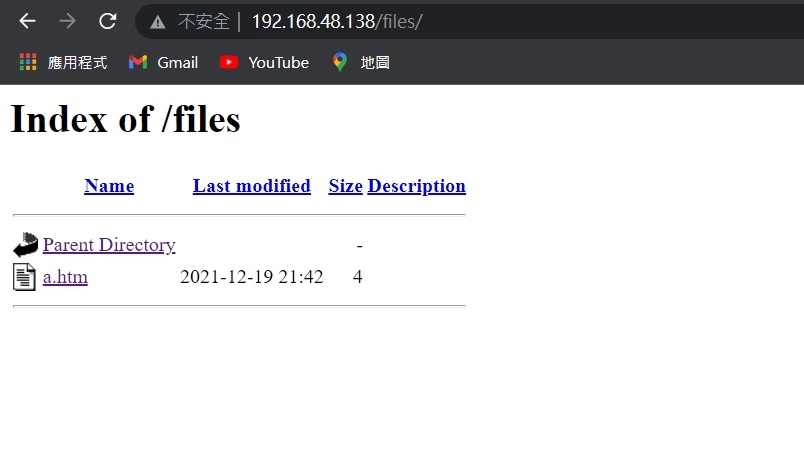 不安全 | 192.168.48.138/files/
應用程式 Gmail YouTube 地圖
Index of /files
Name Last modified Size Description
Parent Directory -
a.htm 2021-12-19 21:42 4